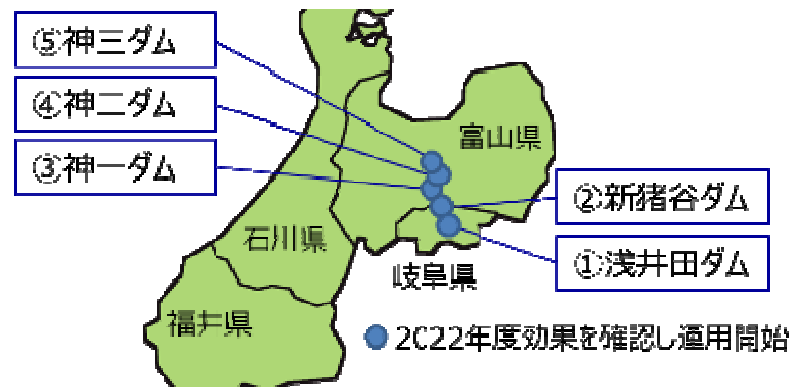 ⑤神三ダム
④神二ダム
③神一ダム
富山県
②新猪谷ダム
石川県
①浅井田ダム
岐阜県
福井県
2022年度効果を確認し運用開始